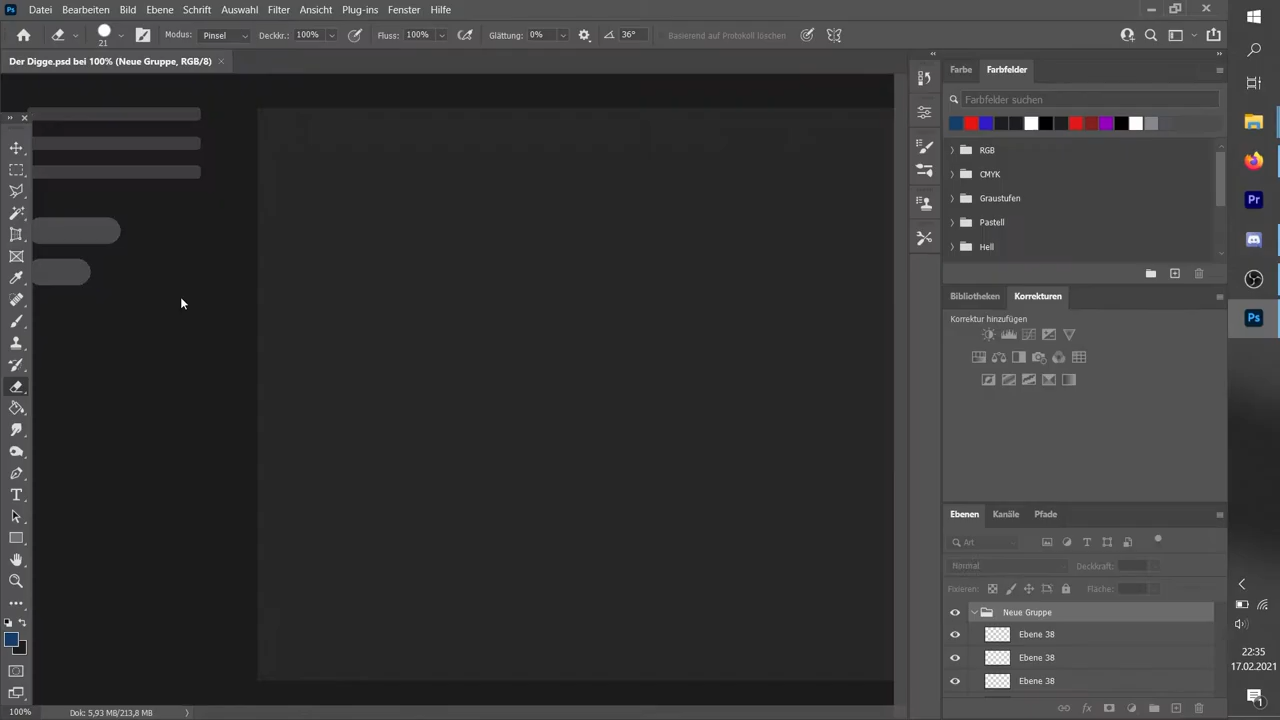 Ps Datei Bearbeiten Bild Ebene Schrift Auswahl Filter Ansicht Plug-ins Fenster Hilfe
21 Modus: Pinsel Deckkr.: 100% Fluss: 100% Glättung: 0% 36° Basierend auf Protokoll löschen
Der Digge.psd bei 100% (Neue Gruppe, RGB/8)
Farbe Farbfelder
Farbfelder suchen
RGB
CMYK
Graustufen
Pastell
Hell
Pr
Bibliotheken Korrekturen
Korrektur hinzufügen
Ps
Ebenen Kanäle Pfade
Art
Normal Deckkraft:
Fixieren: Fläche:
Neue Gruppe
Ebene 38
Ebene 38
Ebene 38
T
22:35
17.02.2021
1
100% Dok: 5,93 MB/213,8 MB